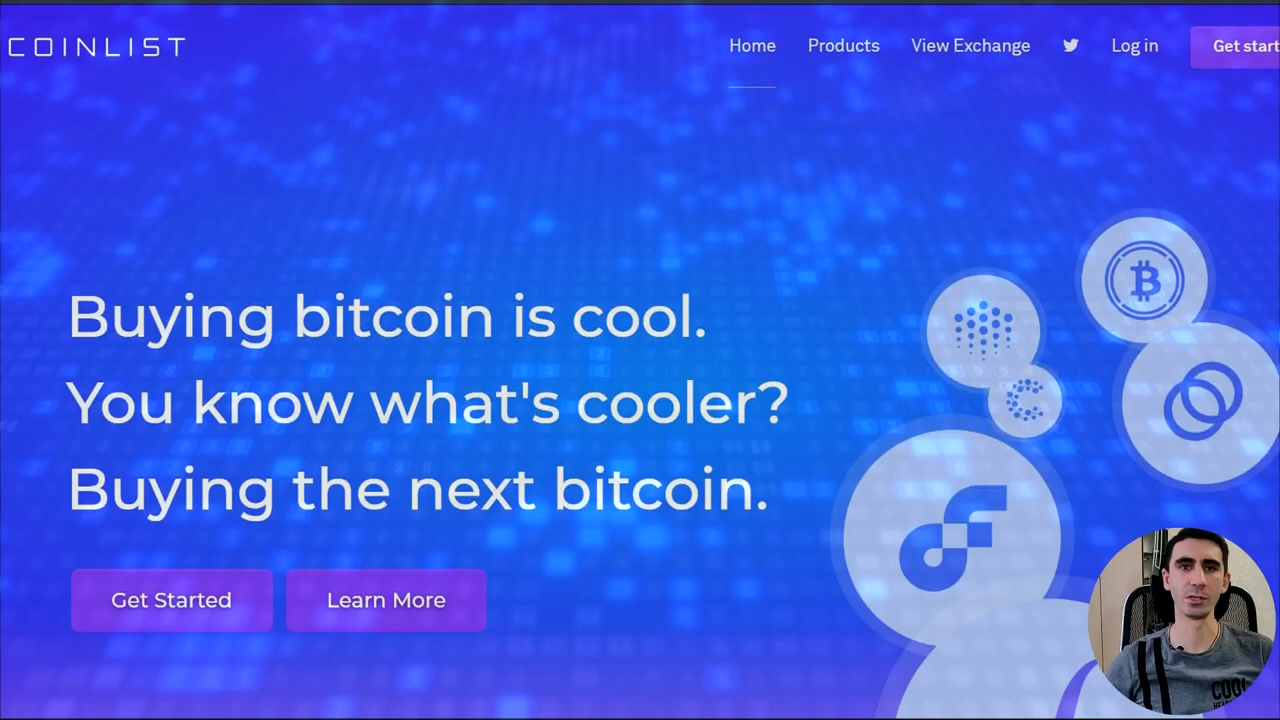 COINLIST
Home Products View Exchange Log in Get start
Buying bitcoin is cool.
You know what's cooler?
Buying the next bitcoin.
Get Started Learn More
COOL